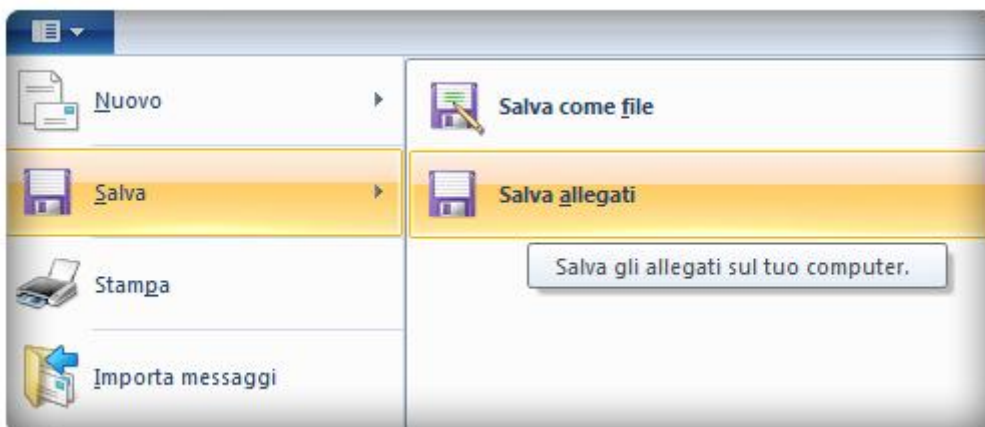 Nuovo
Salva come file
Salva
Salva allegati
Salva gli allegati sul tuo computer.
Stampa
Importa messaggi